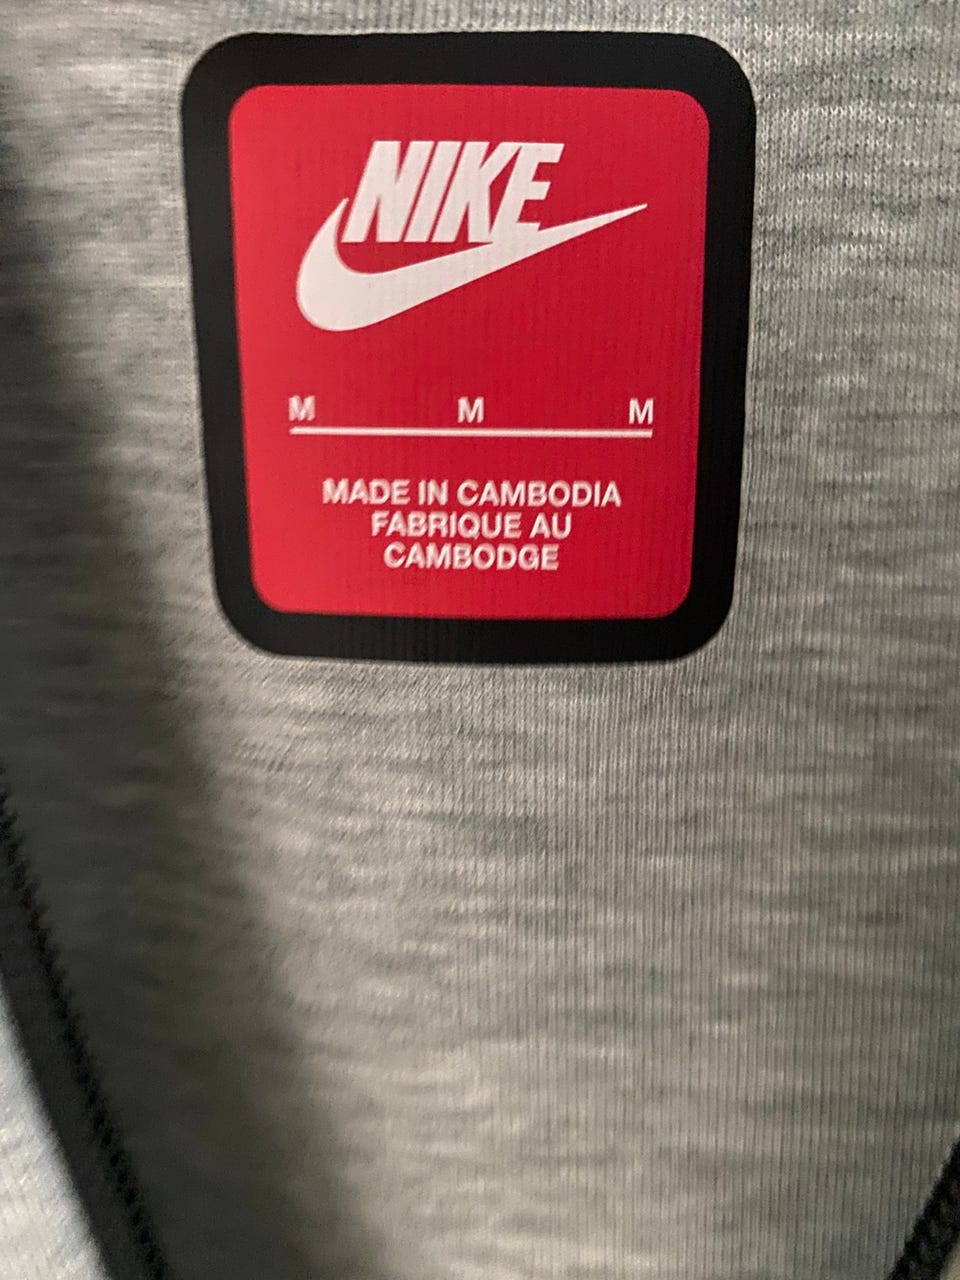 NIKE
M M M
MADE IN CAMBODIA
FABRIQUE AU
CAMBODGE